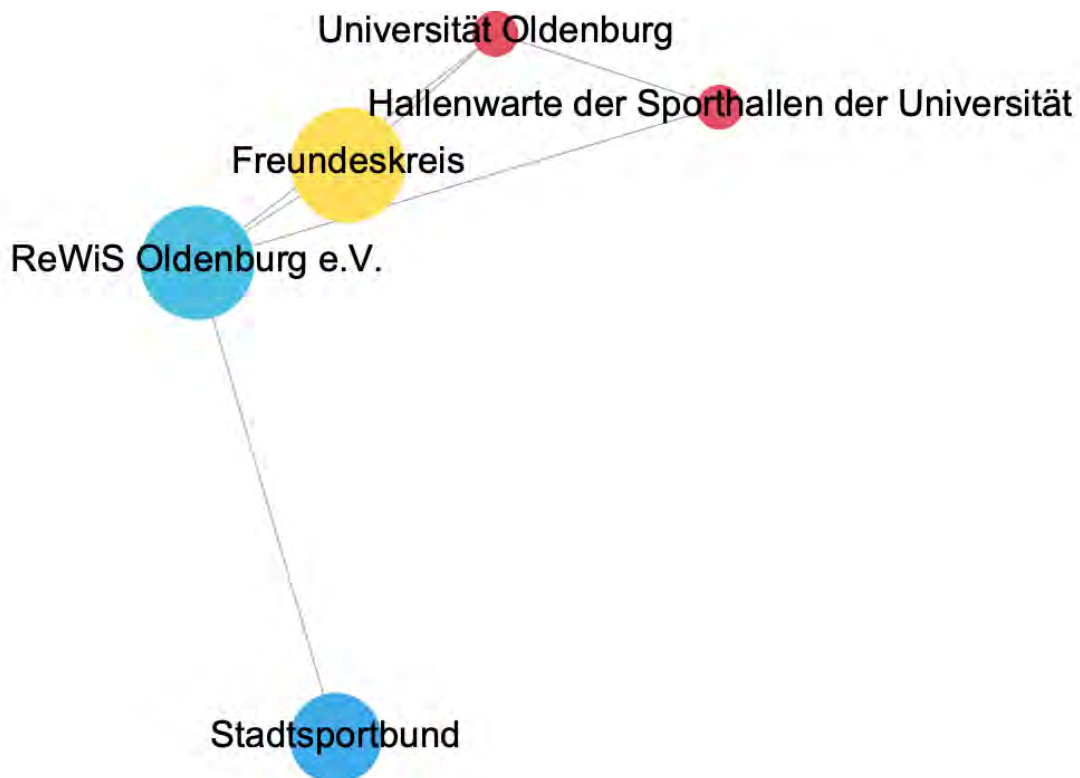 Universität Oldenburg
Hallenwarte der Sporthallen der Universität
Freundeskreis
ReWiS Oldenburg e.V.
Stadtsportbund